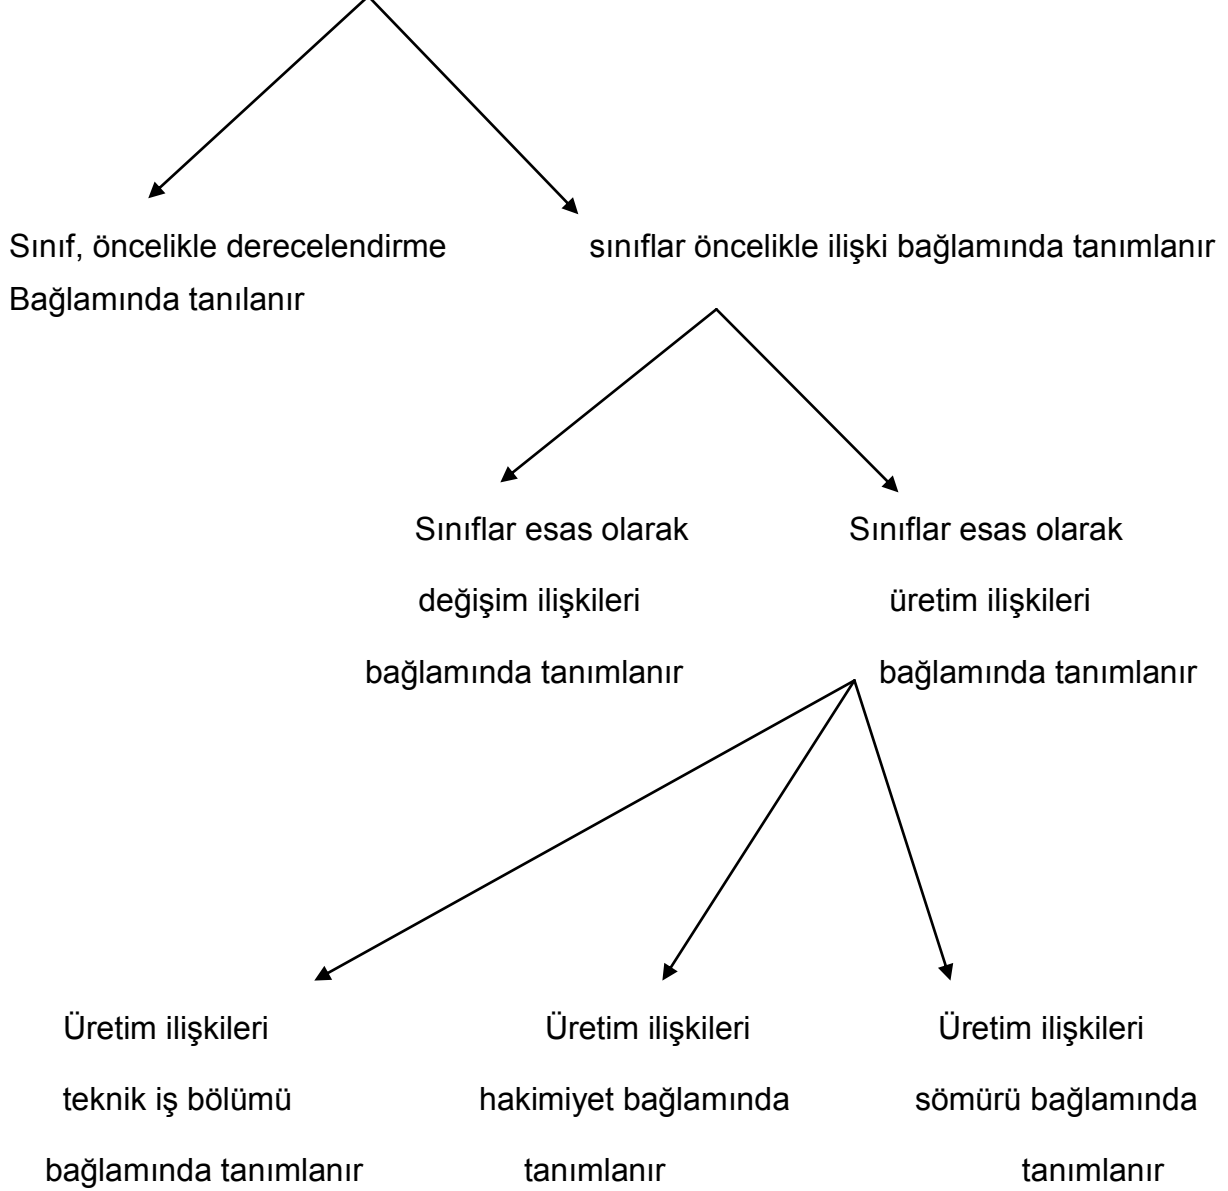 Sınıf, öncelikle derecelendirme
Bağlamında tanılanır
sınıflar öncelikle ilişki bağlamında tanımlanır
Sınıflar esas olarak
değişim ilişkileri
bağlamında tanımlanır
Sınıflar esas olarak
üretim ilişkileri
bağlamında tanımlanır
Üretim ilişkileri
teknik iş bölümü
bağlamında tanımlanır
Üretim ilişkileri
hakimiyet bağlamında
tanımlanır
Üretim ilişkileri
sömürü bağlamında
tanımlanır